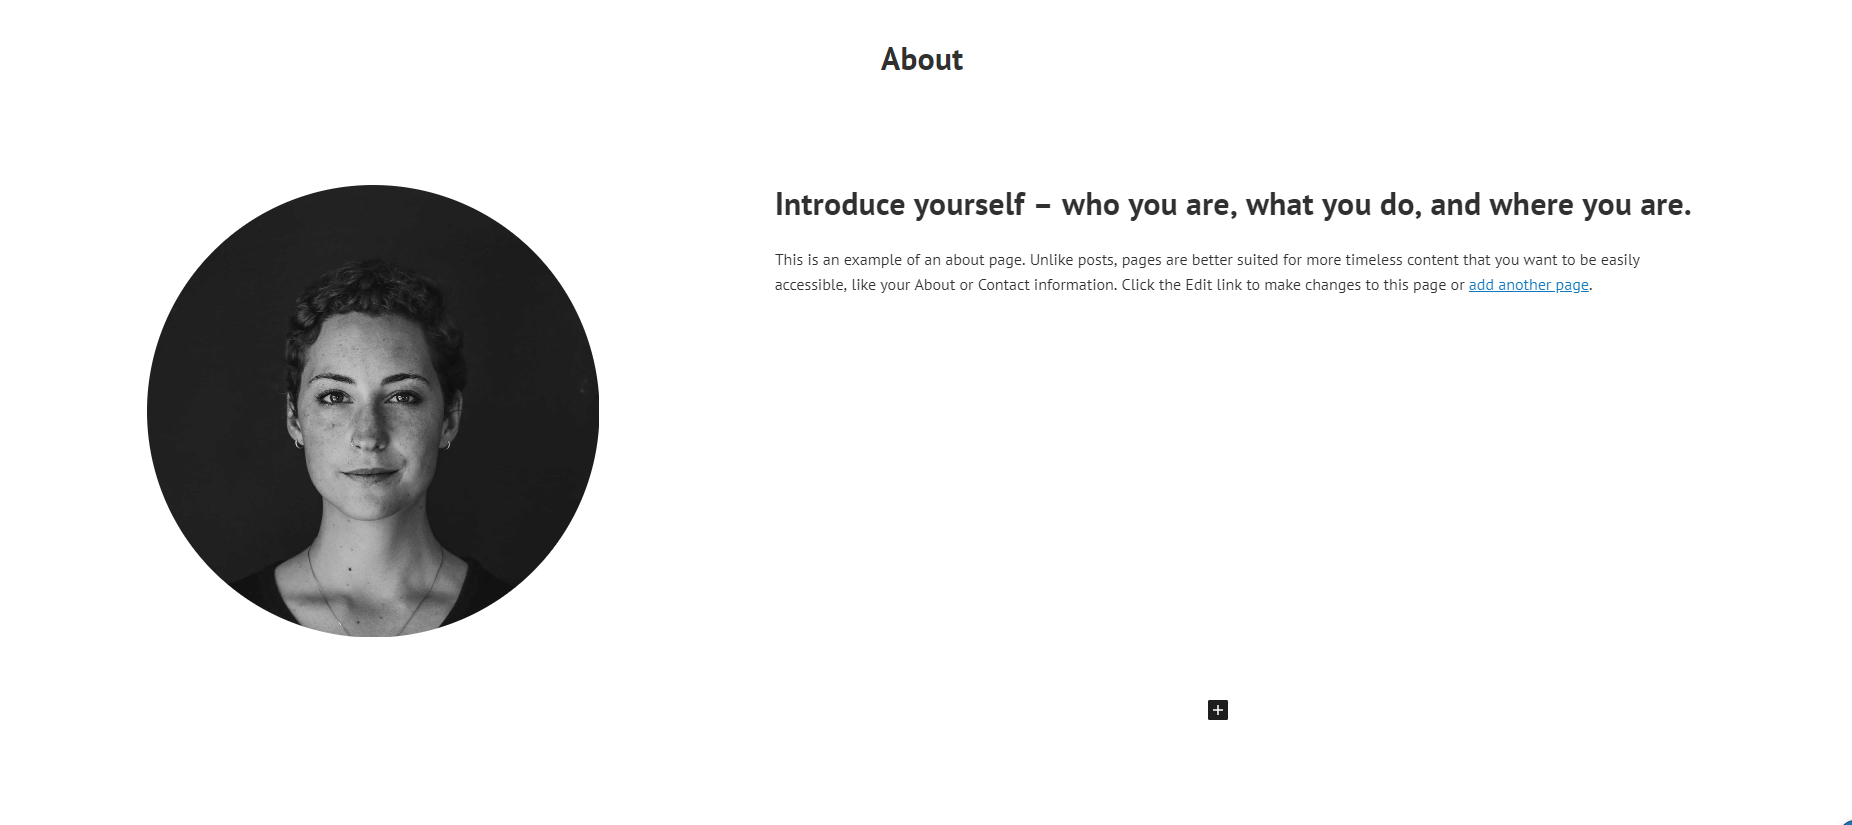 About
Introduce yourself – who you are, what you do, and where you are.
This is an example of an about page. Unlike posts, pages are better suited for more timeless content that you want to be easily
accessible, like your About or Contact information. Click the Edit link to make changes to this page or add another page.